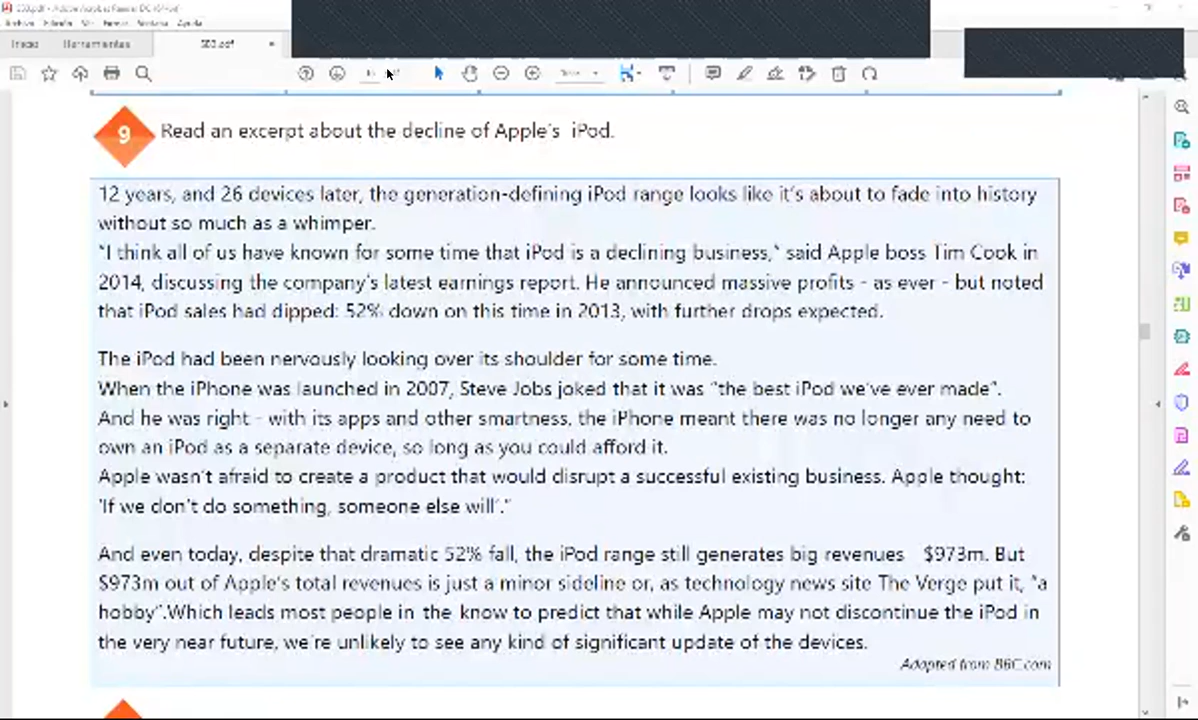 Inicio
Herramientas
9
Read an excerpt about the decline of Apple's iPod.
12 years, and 26 devices later, the generation-defining iPod range looks like it's about to fade into history
without so much as a whimper.
"I think all of us have known for some time that iPod is a declining business," said Apple boss Tim Cook in
2014, discussing the company's latest earnings report. He announced massive profits - as ever - but noted
that iPod sales had dipped: 52% down on this time in 2013, with further drops expected.
The iPod had been nervously looking over its shoulder for some time.
When the iPhone was launched in 2007, Steve Jobs joked that it was "the best iPod we've ever made".
And he was right - with its apps and other smartness, the iPhone meant there was no longer any need to
own an iPod as a separate device, so long as you could afford it.
Apple wasn't afraid to create a product that would disrupt a successful existing business. Apple thought:
'If we don't do something, someone else will'."
And even today, despite that dramatic 52% fall, the iPod range still generates big revenues $973m. But
$973m out of Apple's total revenues is just a minor sideline or, as technology news site The Verge put it, "a
hobby".Which leads most people in the know to predict that while Apple may not discontinue the iPod in
the very near future, we're unlikely to see any kind of significant update of the devices.
Adapted from BBC.com